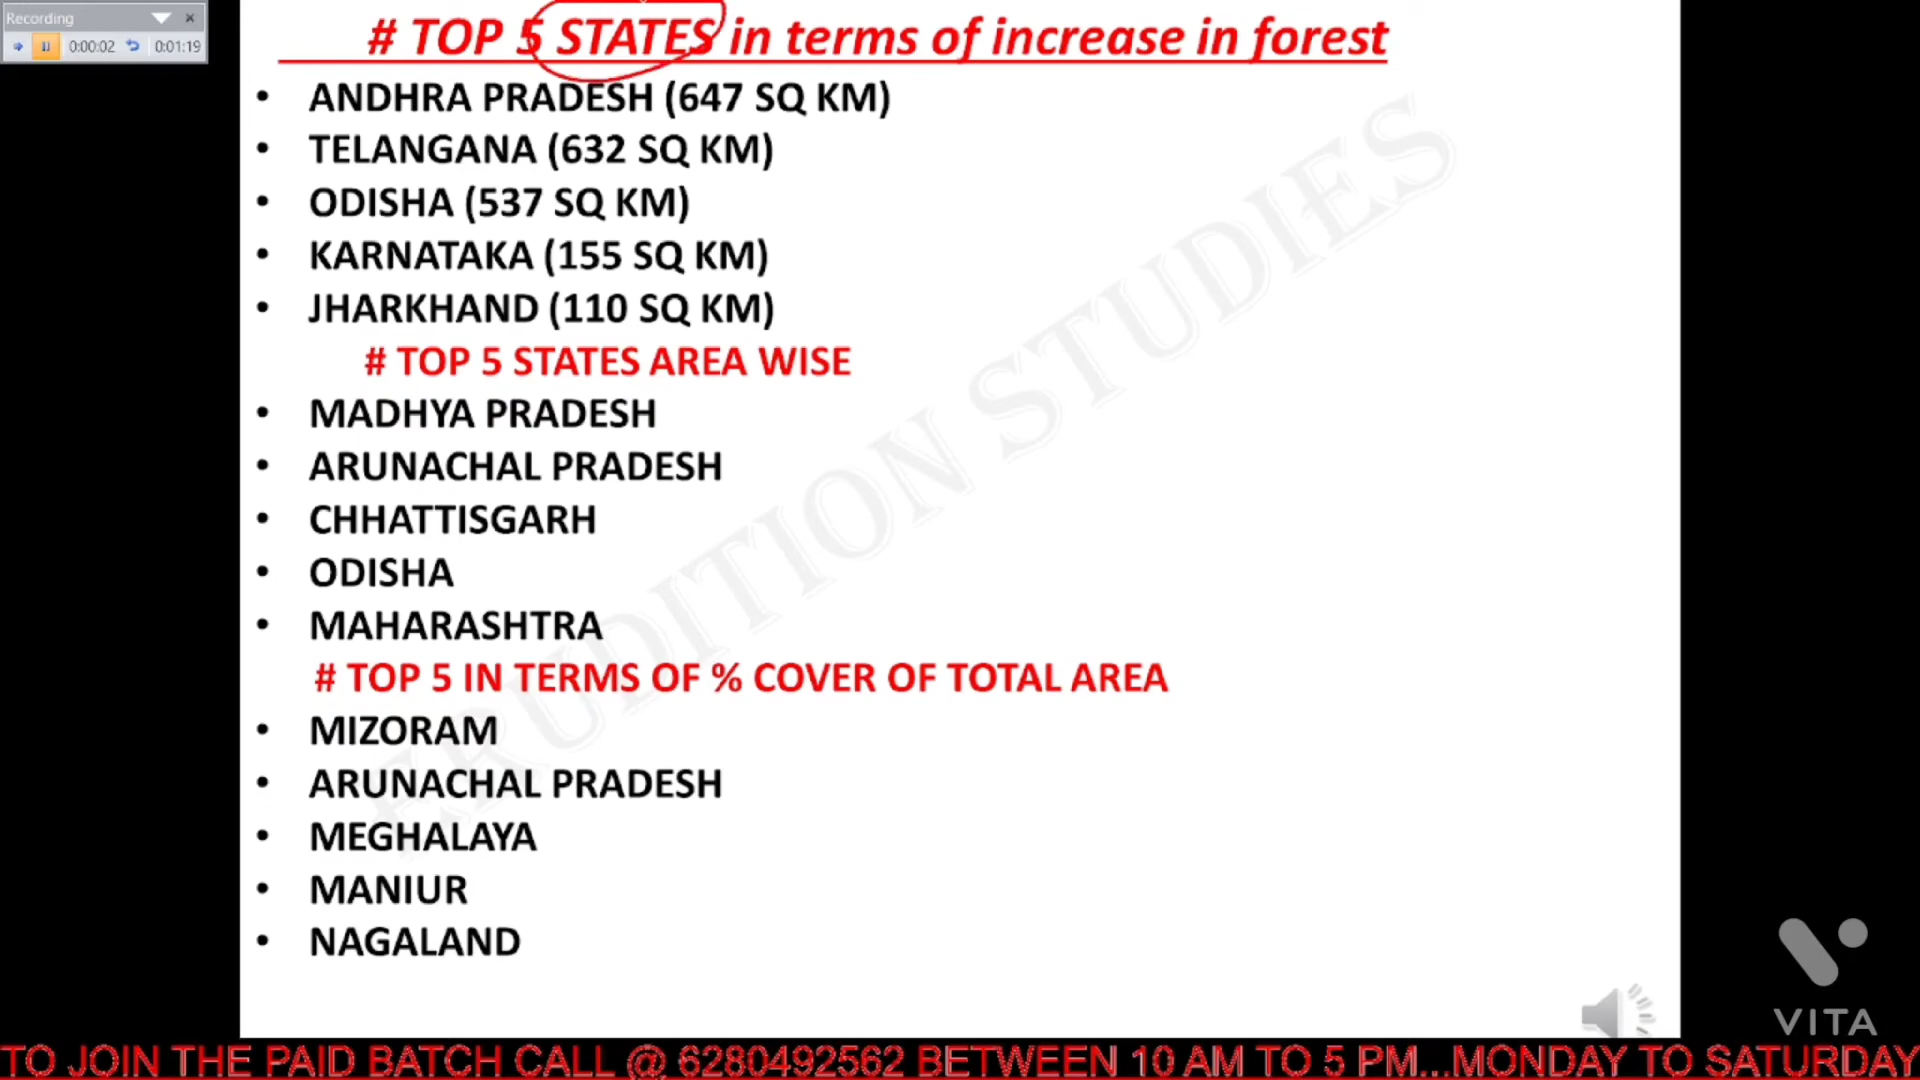 Recording
0:00:02 0:01:19
# TOP 5 STATES in terms of increase in forest
• ANDHRA PRADESH (647 SQ KM)
• TELANGANA (632 SQ KM)
• ODISHA (537 SQ KM)
• KARNATAKA (155 SQ KM)
• JHARKHAND (110 SQ KM)
# TOP 5 STATES AREA WISE
• MADHYA PRADESH
• ARUNACHAL PRADESH
• CHHATTISGARH
• ODISHA
• MAHARASHTRA
# TOP 5 IN TERMS OF % COVER OF TOTAL AREA
• MIZORAM
• ARUNACHAL PRADESH
• MEGHALAYA
• MANIUR
• NAGALAND
ERUDITION STUDIES
VITA
TO JOIN THE PAID BATCH CALL @ 6280492562 BETWEEN 10 AM TO 5 PM...MONDAY TO SATURDAY